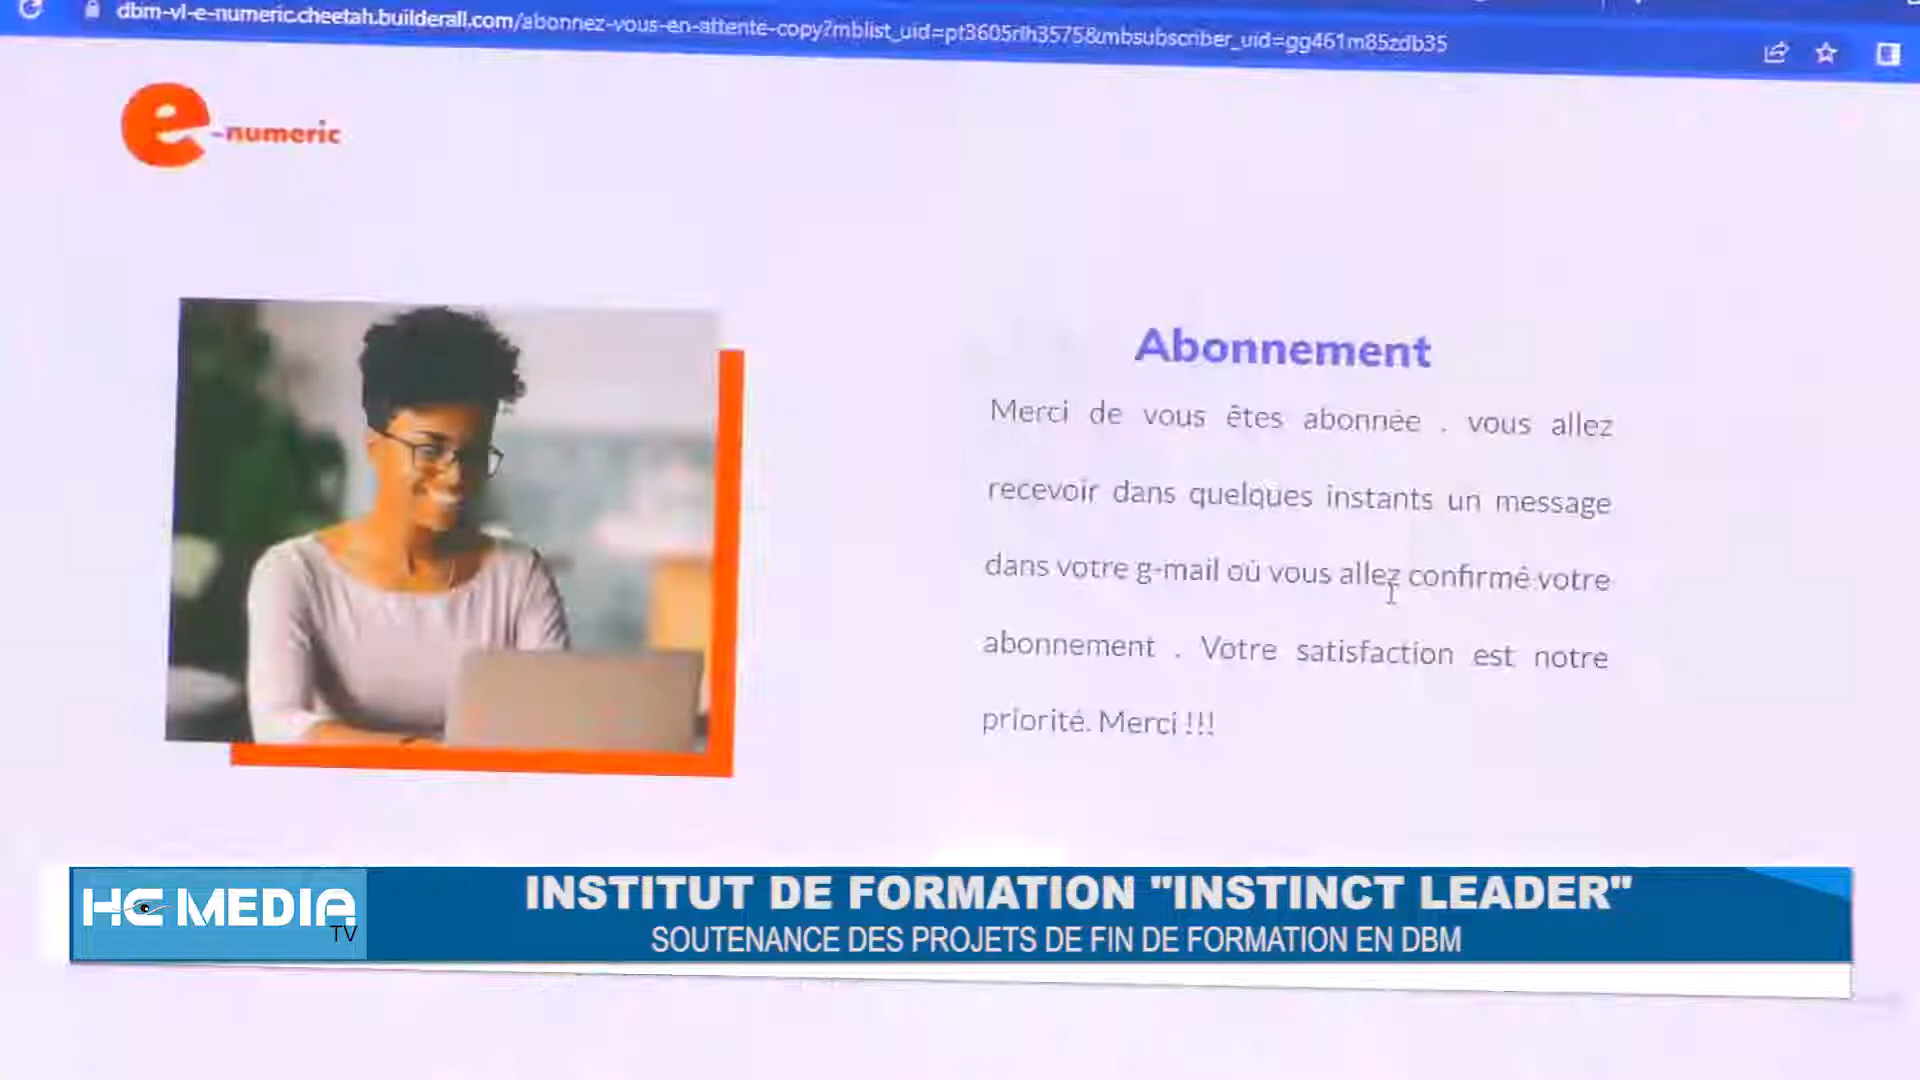 dbm-vl-e-numeric.cheetah.builderall.com/abonnez-vous-en-attente-copy?mblist_uid=pt3605rlh3575&mbsubscriber_uid=gg461m85zdb35
e-numeric
Abonnement
Merci de vous êtes abonnée . vous allez
recevoir dans quelques instants un message
dans votre g-mail où vous allez confirmé votre
abonnement . Votre satisfaction est notre
priorité. Merci !!!
HC MEDIA
TV
INSTITUT DE FORMATION "INSTINCT LEADER"
SOUTENANCE DES PROJETS DE FIN DE FORMATION EN DBM